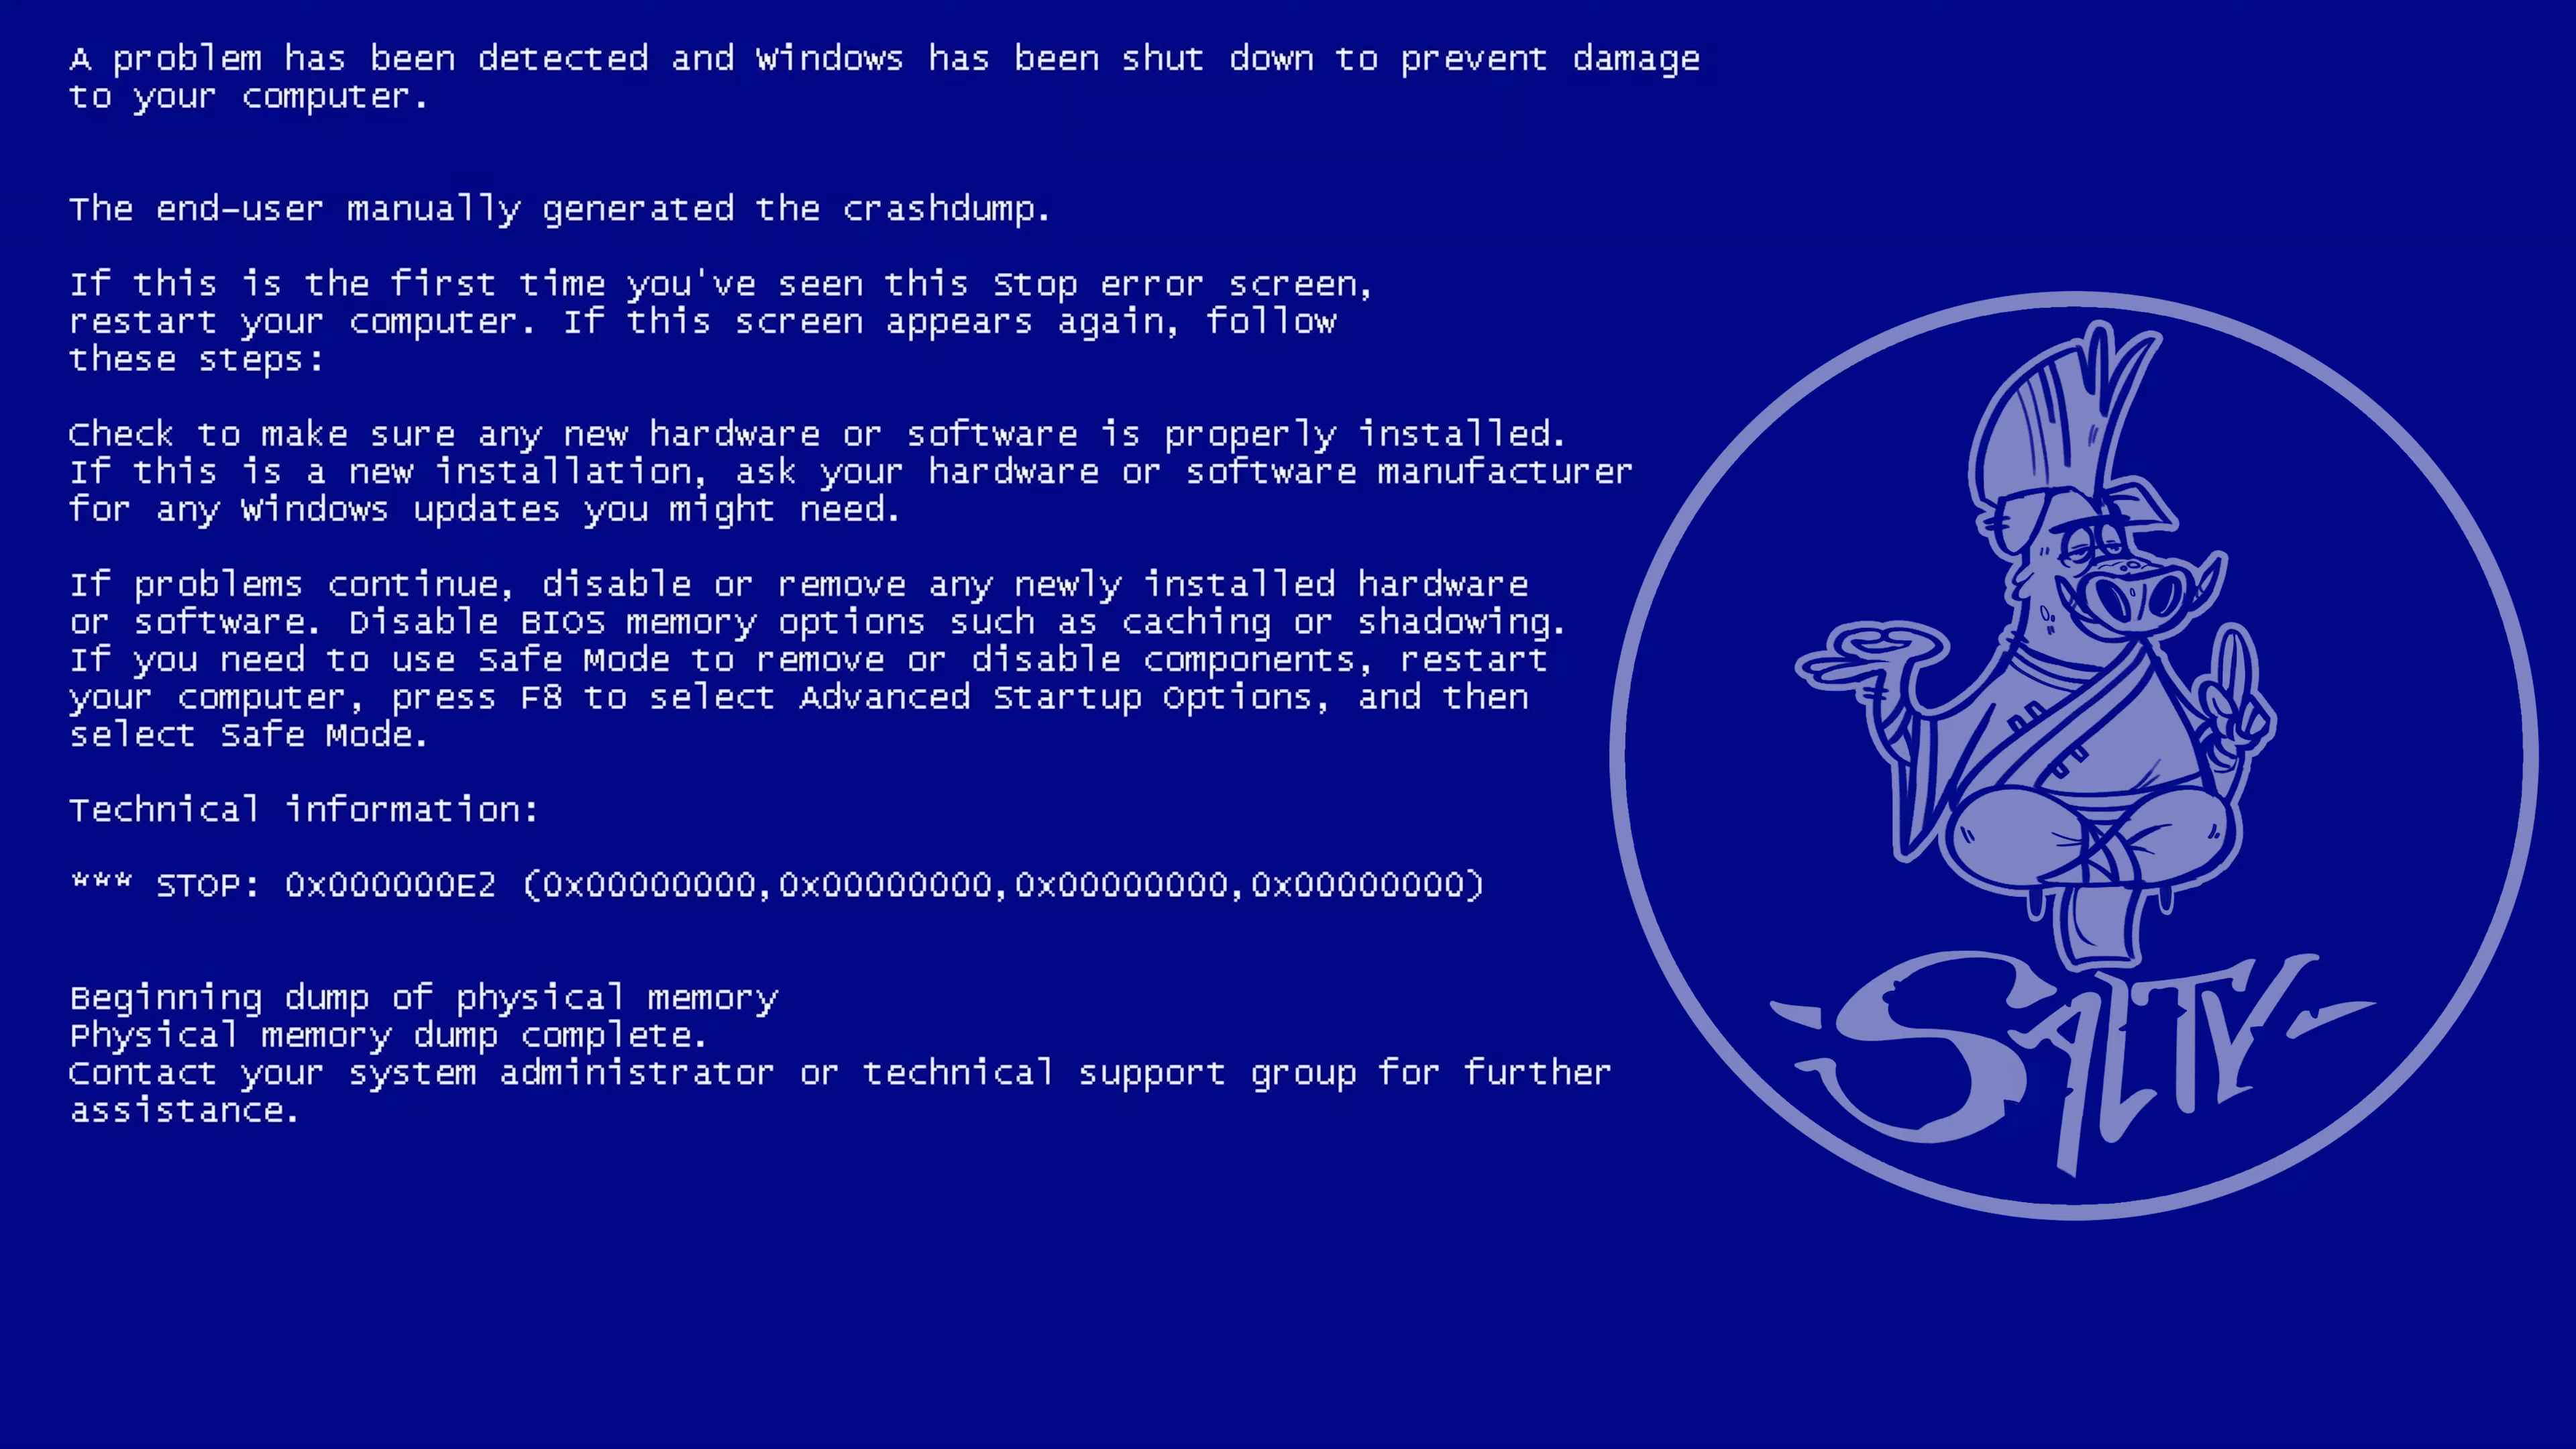 A problem has been detected and Windows has been shut down to prevent damage
to your computer.
The end-user manually generated the crashdump.
If this is the first time you've seen this Stop error screen,
restart your computer. If this screen appears again, follow
these steps:
Check to make sure any new hardware or software is properly installed.
If this is a new installation, ask your hardware or software manufacturer
for any Windows updates you might need.
If problems continue, disable or remove any newly installed hardware
or software. Disable BIOS memory options such as caching or shadowing.
If you need to use Safe Mode to remove or disable components, restart
your computer, press F8 to select Advanced Startup Options, and then
select Safe Mode.
Technical information:
*** STOP: 0x000000E2 (0x00000000,0x00000000,0x00000000,0x00000000)
Beginning dump of physical memory
Physical memory dump complete.
Contact your system administrator or technical support group for further
assistance.
SALTY